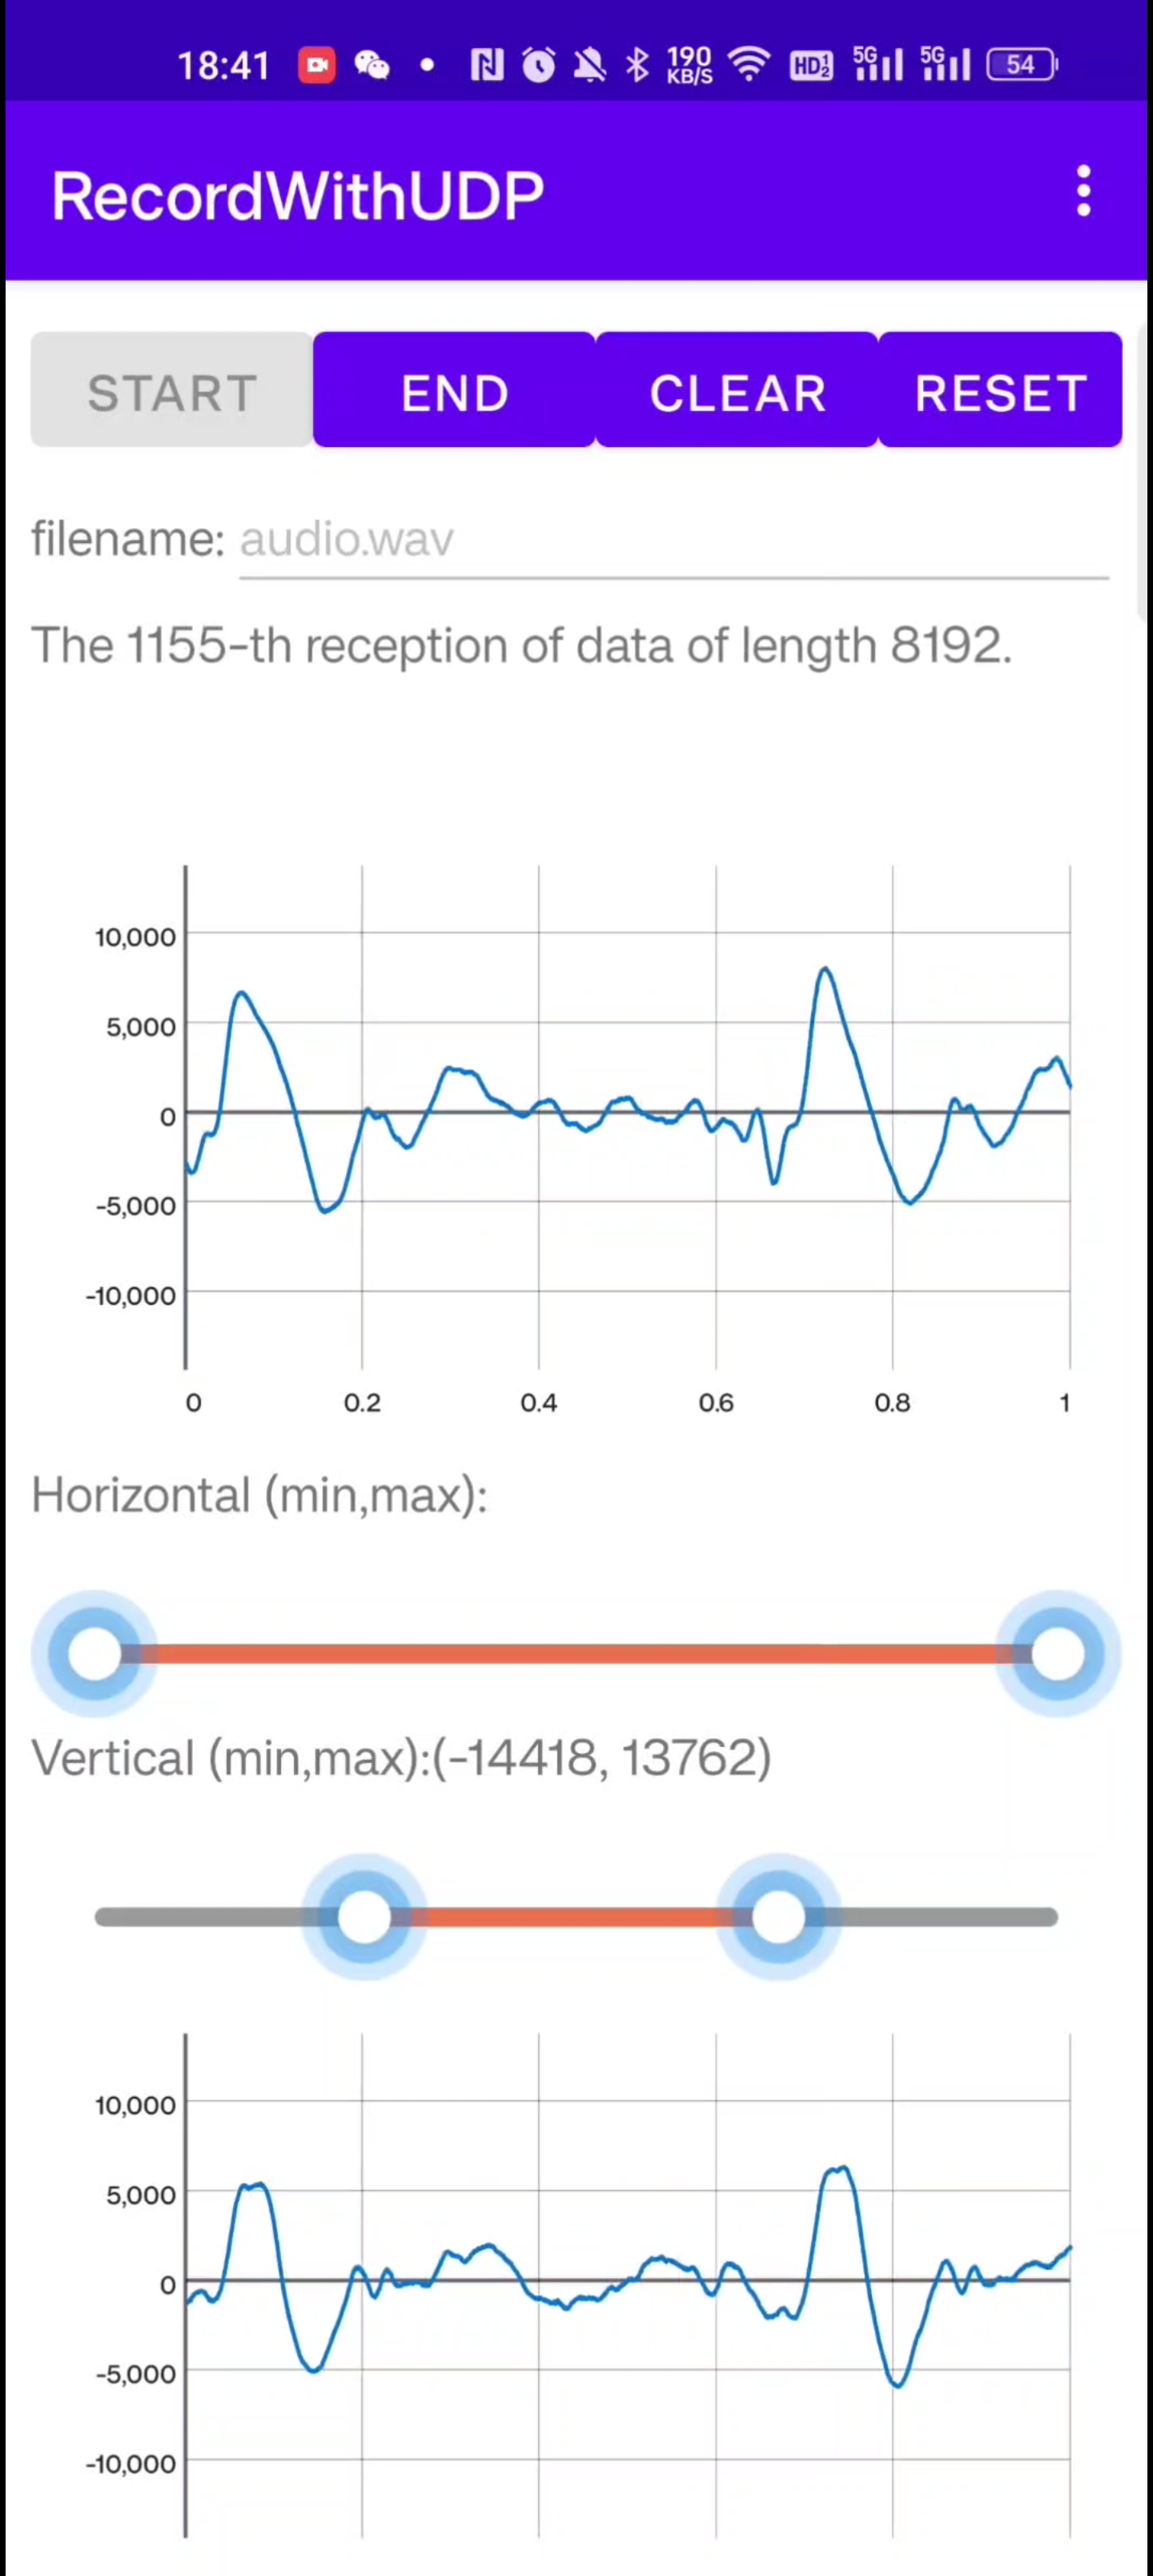 18:41 190 KB/S HD 1 2 5G 5G 54
RecordWithUDP
START END CLEAR RESET
filename: audio.wav
The 1155-th reception of data of length 8192.
10,000
5,000
0
-5,000
-10,000
0 0.2 0.4 0.6 0.8 1
Horizontal (min,max):
Vertical (min,max):(-14418, 13762)
10,000
5,000
0
-5,000
-10,000